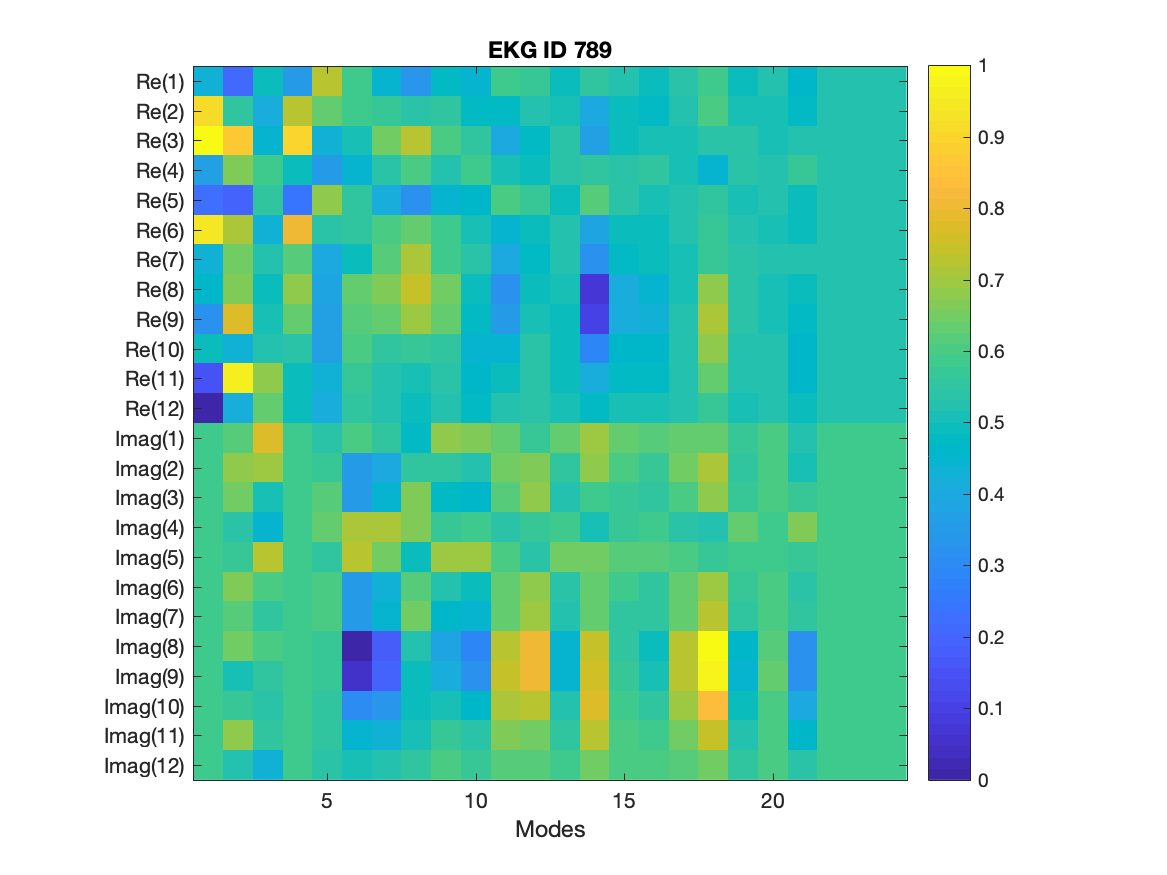 EKG ID 789
Re(1)
Re(2)
Re(3)
Re(4)
Re(5)
Re(6)
Re(7)
Re(8)
Re(9)
Re(10)
Re(11)
Re(12)
Imag(1)
Imag(2)
Imag(3)
Imag(4)
Imag(5)
Imag(6)
Imag(7)
Imag(8)
Imag(9)
Imag(10)
Imag(11)
Imag(12)
5 10 15 20
Modes
1
0.9
0.8
0.7
0.6
0.5
0.4
0.3
0.2
0.1
0